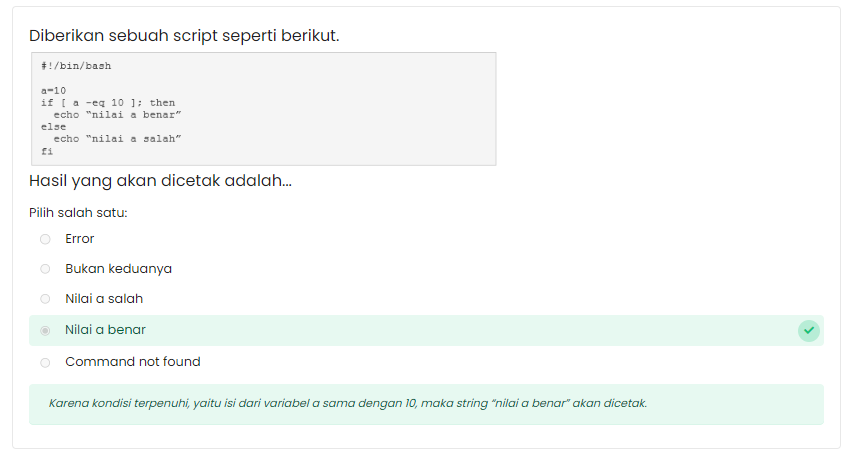 Diberikan sebuah script seperti berikut.
#!/bin/bash
a=10
if [ a -eq 10 ]; then
echo “nilai a benar”
else
echo “nilai a salah”
fi
Hasil yang akan dicetak adalah...
Pilih salah satu:
Error
Bukan keduanya
Nilai a salah
Nilai a benar
Command not found
Karena kondisi terpenuhi, yaitu isi dari variabel a sama dengan 10, maka string “nilai a benar” akan dicetak.